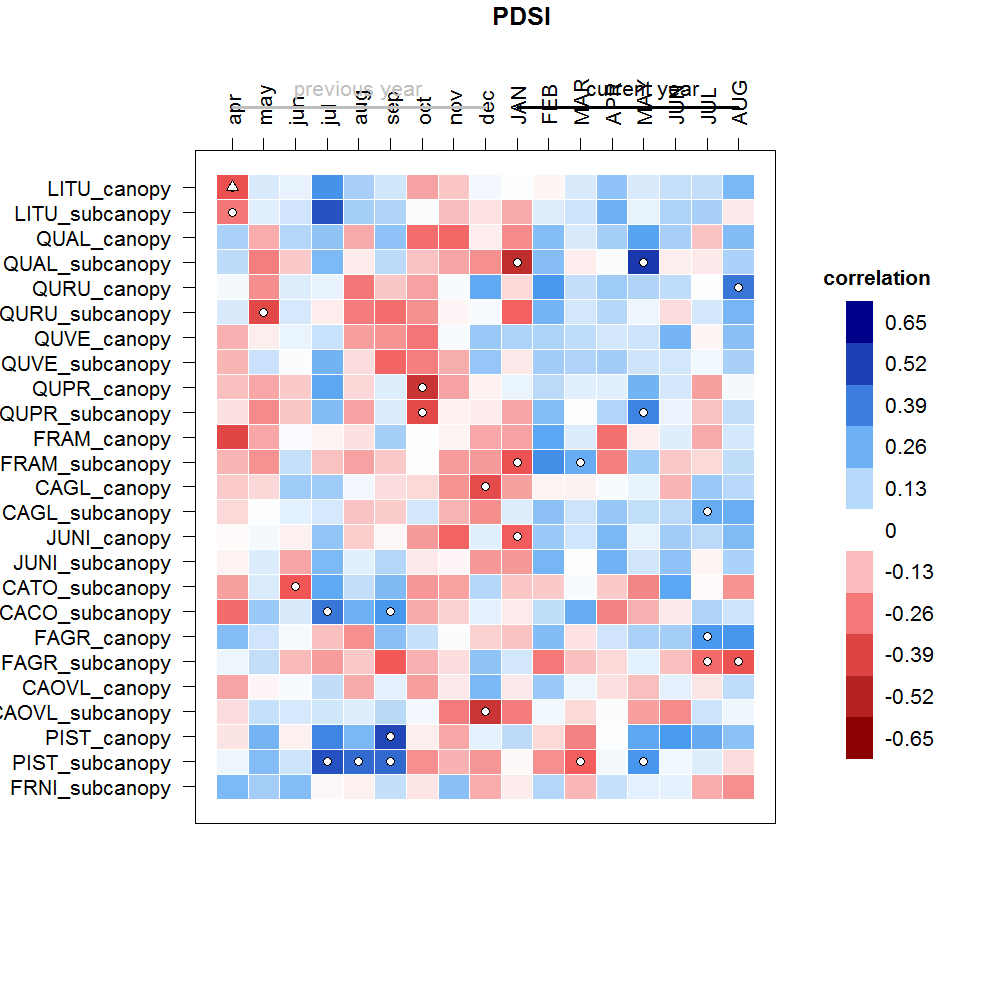 PDSI
previous year
current year
apr
may
jun
jul
aug
sep
oct
nov
dec
JAN
FEB
MAR
APR
MAY
JUN
JUL
AUG
LITU_canopy
LITU_subcanopy
QUAL_canopy
QUAL_subcanopy
QURU_canopy
QURU_subcanopy
QUVE_canopy
QUVE_subcanopy
QUPR_canopy
QUPR_subcanopy
FRAM_canopy
FRAM_subcanopy
CAGL_canopy
CAGL_subcanopy
JUNI_canopy
JUNI_subcanopy
CATO_subcanopy
CACO_subcanopy
FAGR_canopy
FAGR_subcanopy
CAOVL_canopy
CAOVL_subcanopy
PIST_canopy
PIST_subcanopy
FRNI_subcanopy
correlation
0.65
0.52
0.39
0.26
0.13
0
-0.13
-0.26
-0.39
-0.52
-0.65